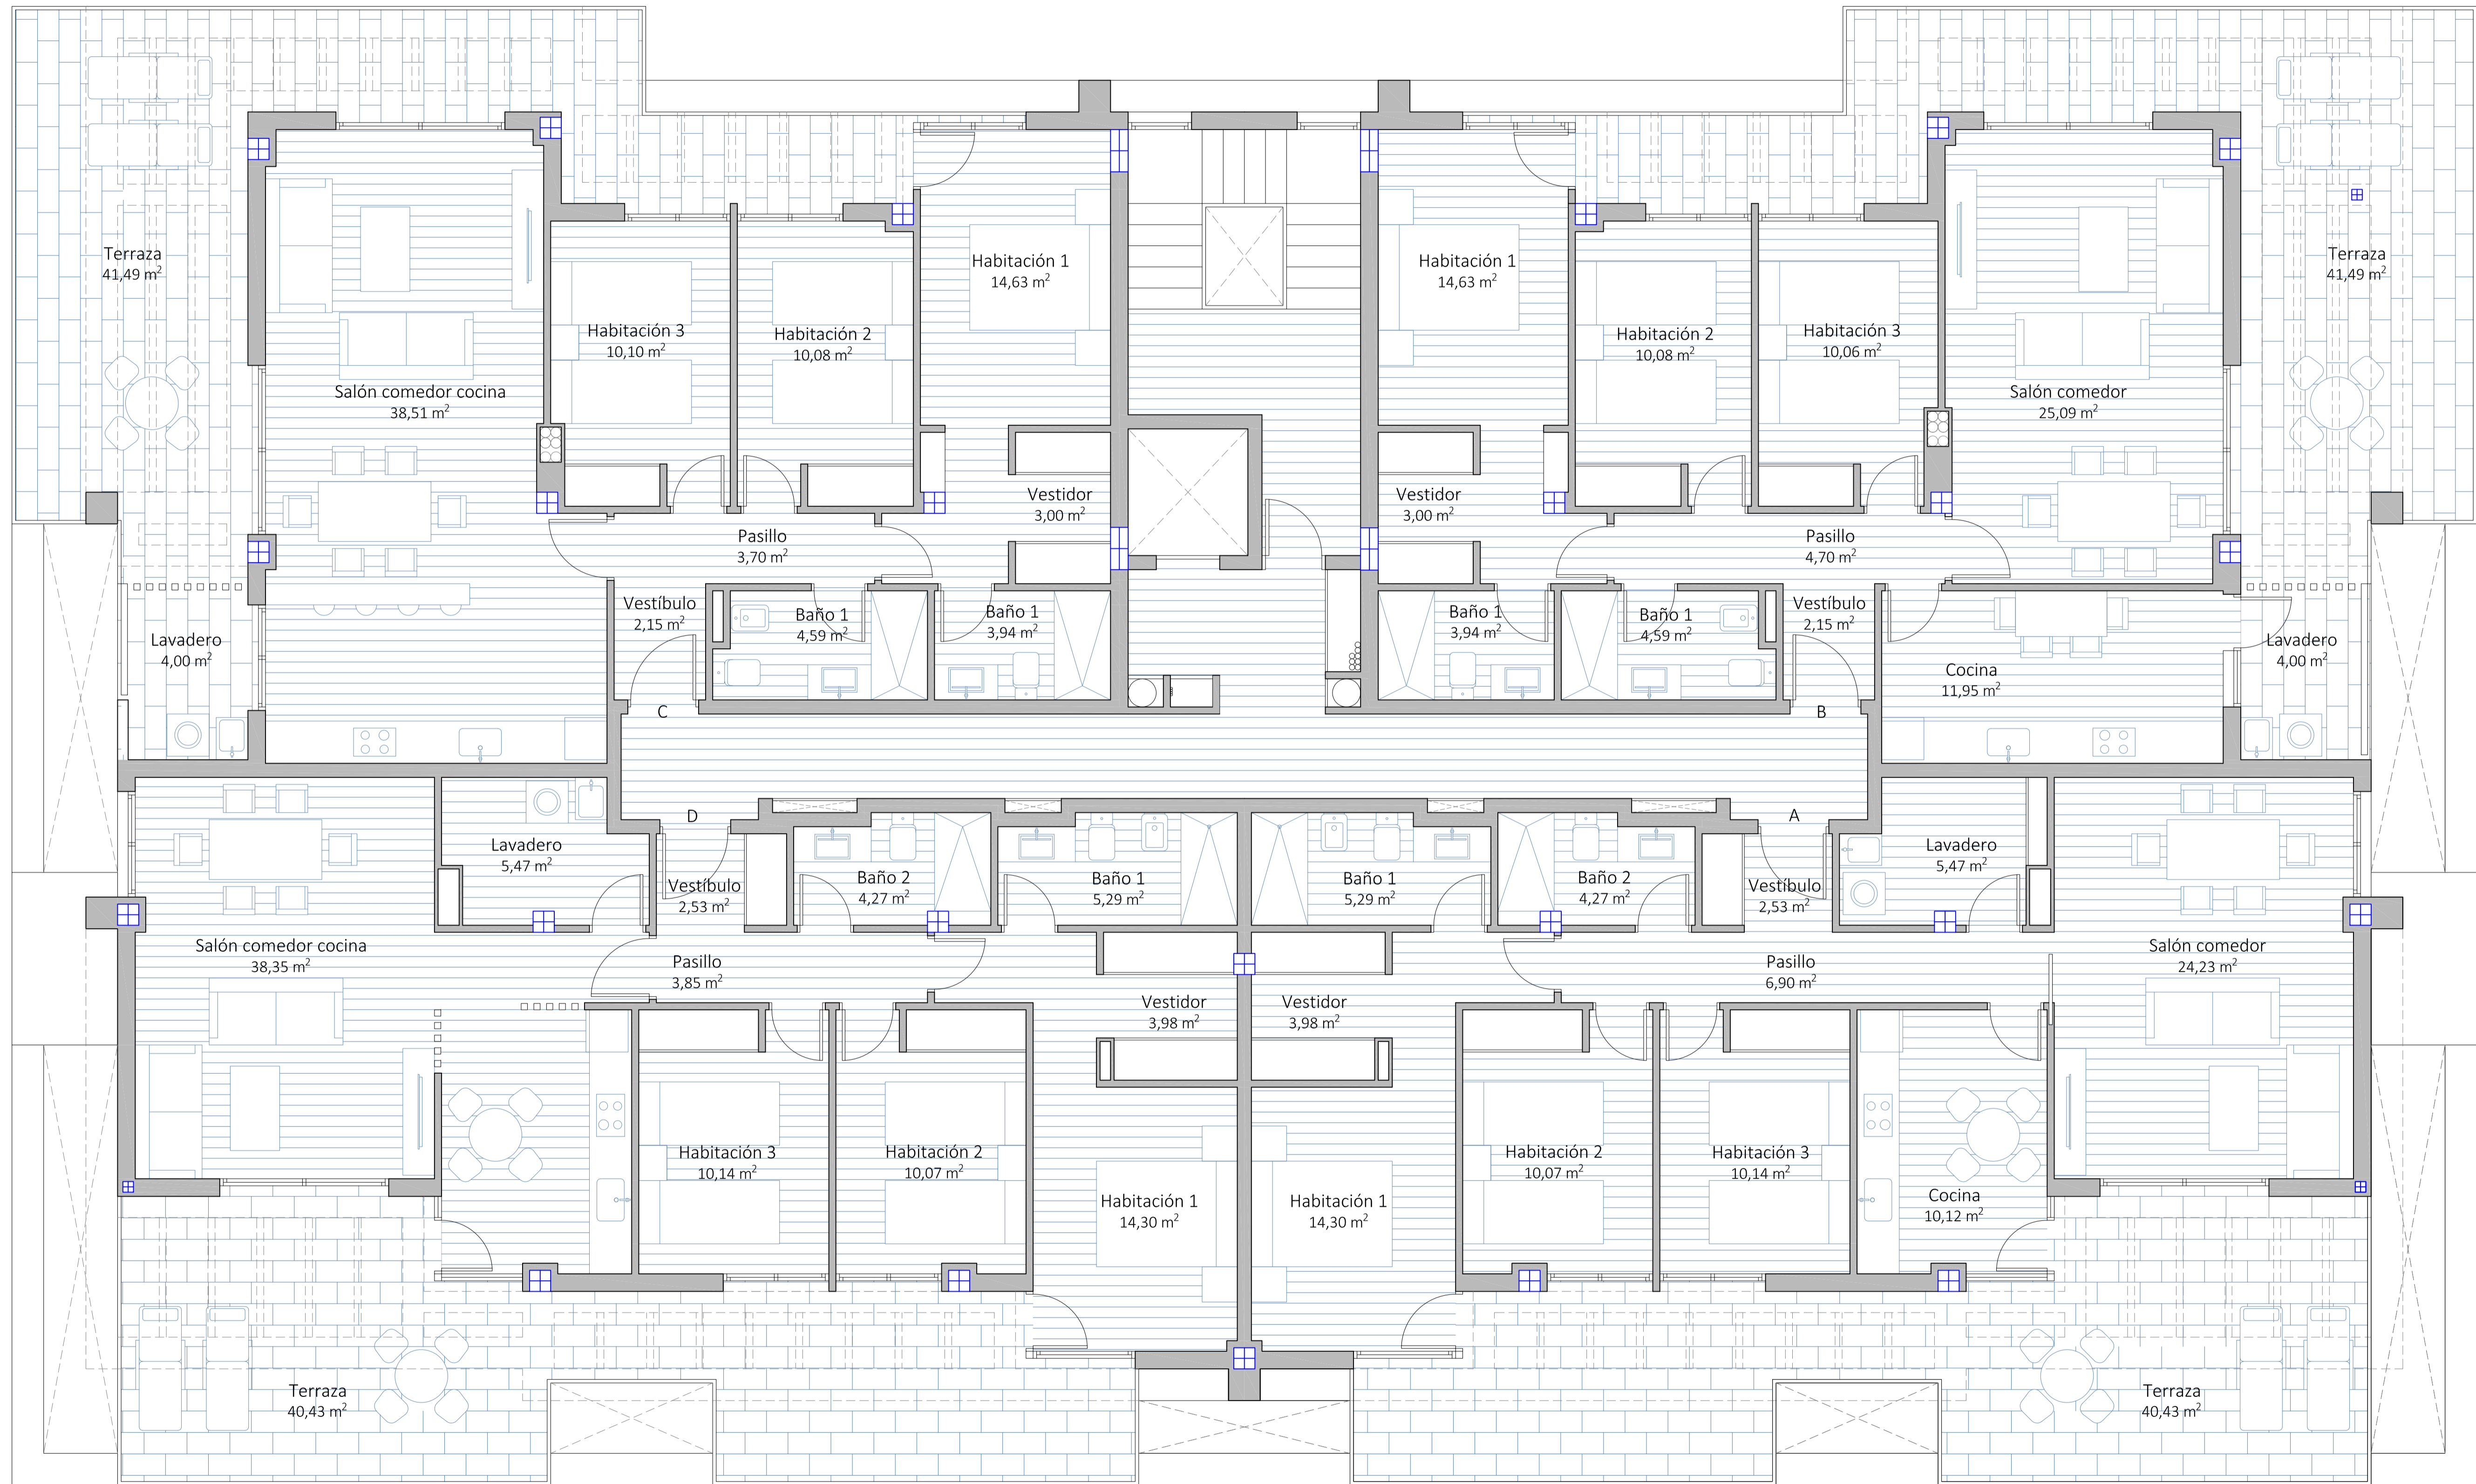 Terraza
41,49 m²
Habitación 1
14,63 m²
Habitación 1
14,63 m²
Terraza
41,49 m²
Habitación 3
10,10 m²
Habitación 2
10,08 m²
Habitación 2
10,08 m²
Habitación 3
10,06 m²
Salón comedor cocina
38,51 m²
Salón comedor
25,09 m²
Vestidor
3,00 m²
Vestidor
3,00 m²
Pasillo
3,70 m²
Pasillo
4,70 m²
Vestíbulo
2,15 m²
Baño 1
4,59 m²
Baño 1
3,94 m²
Baño 1
3,94 m²
Baño 1
4,59 m²
Vestíbulo
2,15 m²
Lavadero
4,00 m²
Lavadero
4,00 m²
Cocina
11,95 m²
C
B
D
A
Lavadero
5,47 m²
Lavadero
5,47 m²
Vestíbulo
2,53 m²
Baño 2
4,27 m²
Baño 1
5,29 m²
Baño 1
5,29 m²
Baño 2
4,27 m²
Vestíbulo
2,53 m²
Salón comedor cocina
38,35 m²
Salón comedor
24,23 m²
Pasillo
3,85 m²
Pasillo
6,90 m²
Vestidor
3,98 m²
Vestidor
3,98 m²
Habitación 3
10,14 m²
Habitación 2
10,07 m²
Habitación 2
10,07 m²
Habitación 3
10,14 m²
Habitación 1
14,30 m²
Habitación 1
14,30 m²
Cocina
10,12 m²
Terraza
40,43 m²
Terraza
40,43 m²